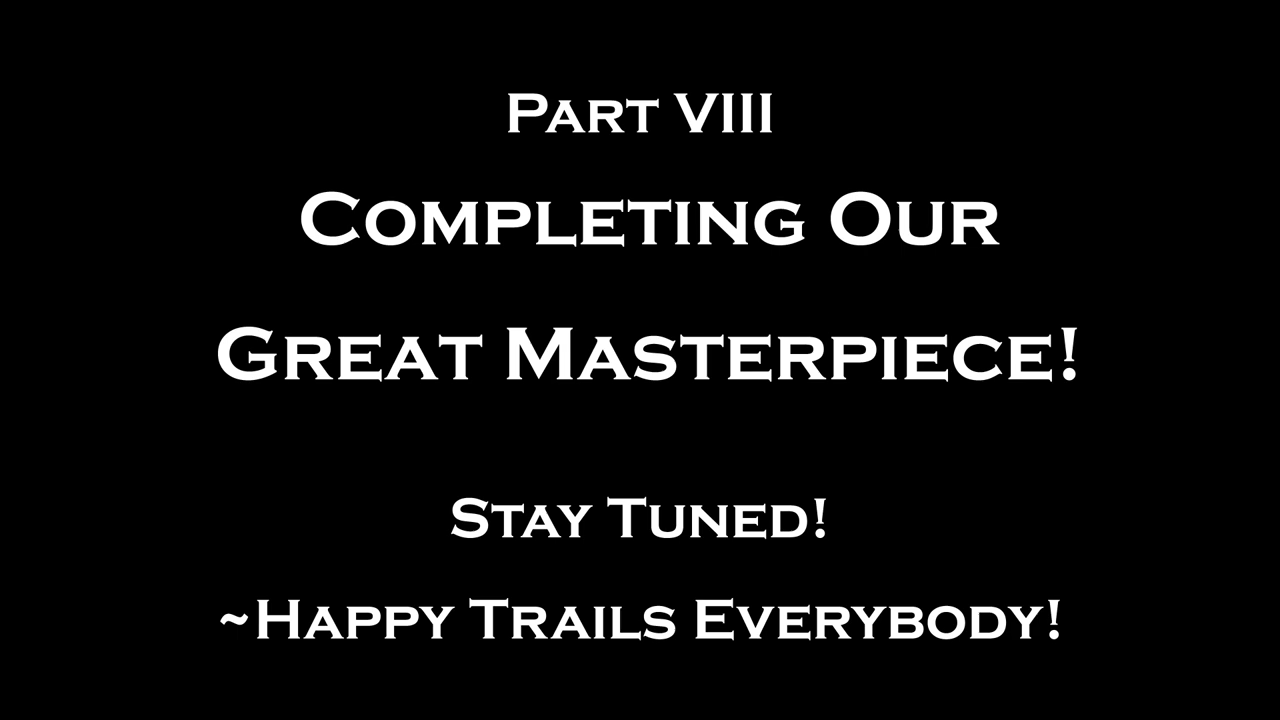 Part VIII
Completing Our
Great Masterpiece!
Stay Tuned!
~Happy Trails Everybody!